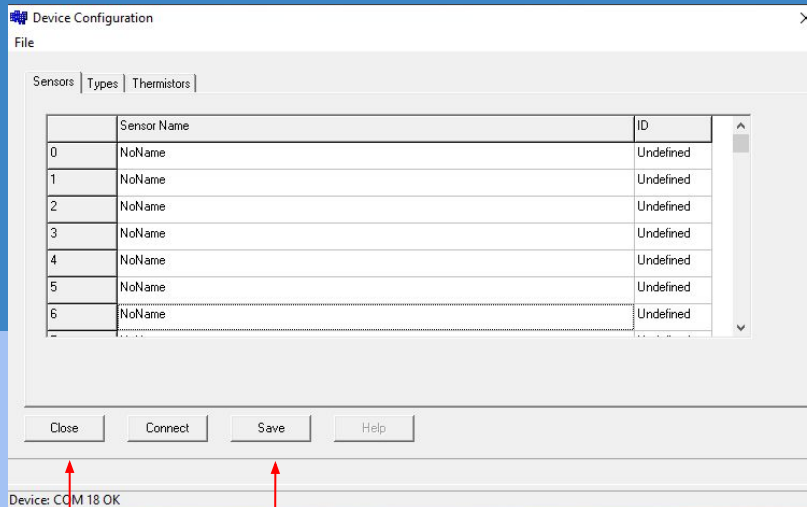 Device Configuration
File
Sensors Types Thermistors
Sensor Name ID
0 NoName Undefined
1 NoName Undefined
2 NoName Undefined
3 NoName Undefined
4 NoName Undefined
5 NoName Undefined
6 NoName Undefined
Close Connect Save Help
Device: COM 18 OK